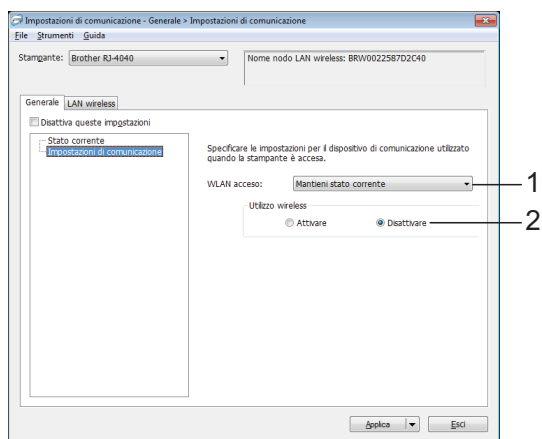 Impostazioni di comunicazione - Generale > Impostazioni di comunicazione
File Strumenti Guida
Stampante: Brother RJ-4040
Nome nodo LAN wireless: BRW0022587D2C40
Generale LAN wireless
Disattiva queste impostazioni
Stato corrente
Impostazioni di comunicazione
Specificare le impostazioni per il dispositivo di comunicazione utilizzato
quando la stampante è accesa.
WLAN acceso: Mantieni stato corrente 1
Utilizzo wireless
Attivare Disattivare 2
Applica Esci